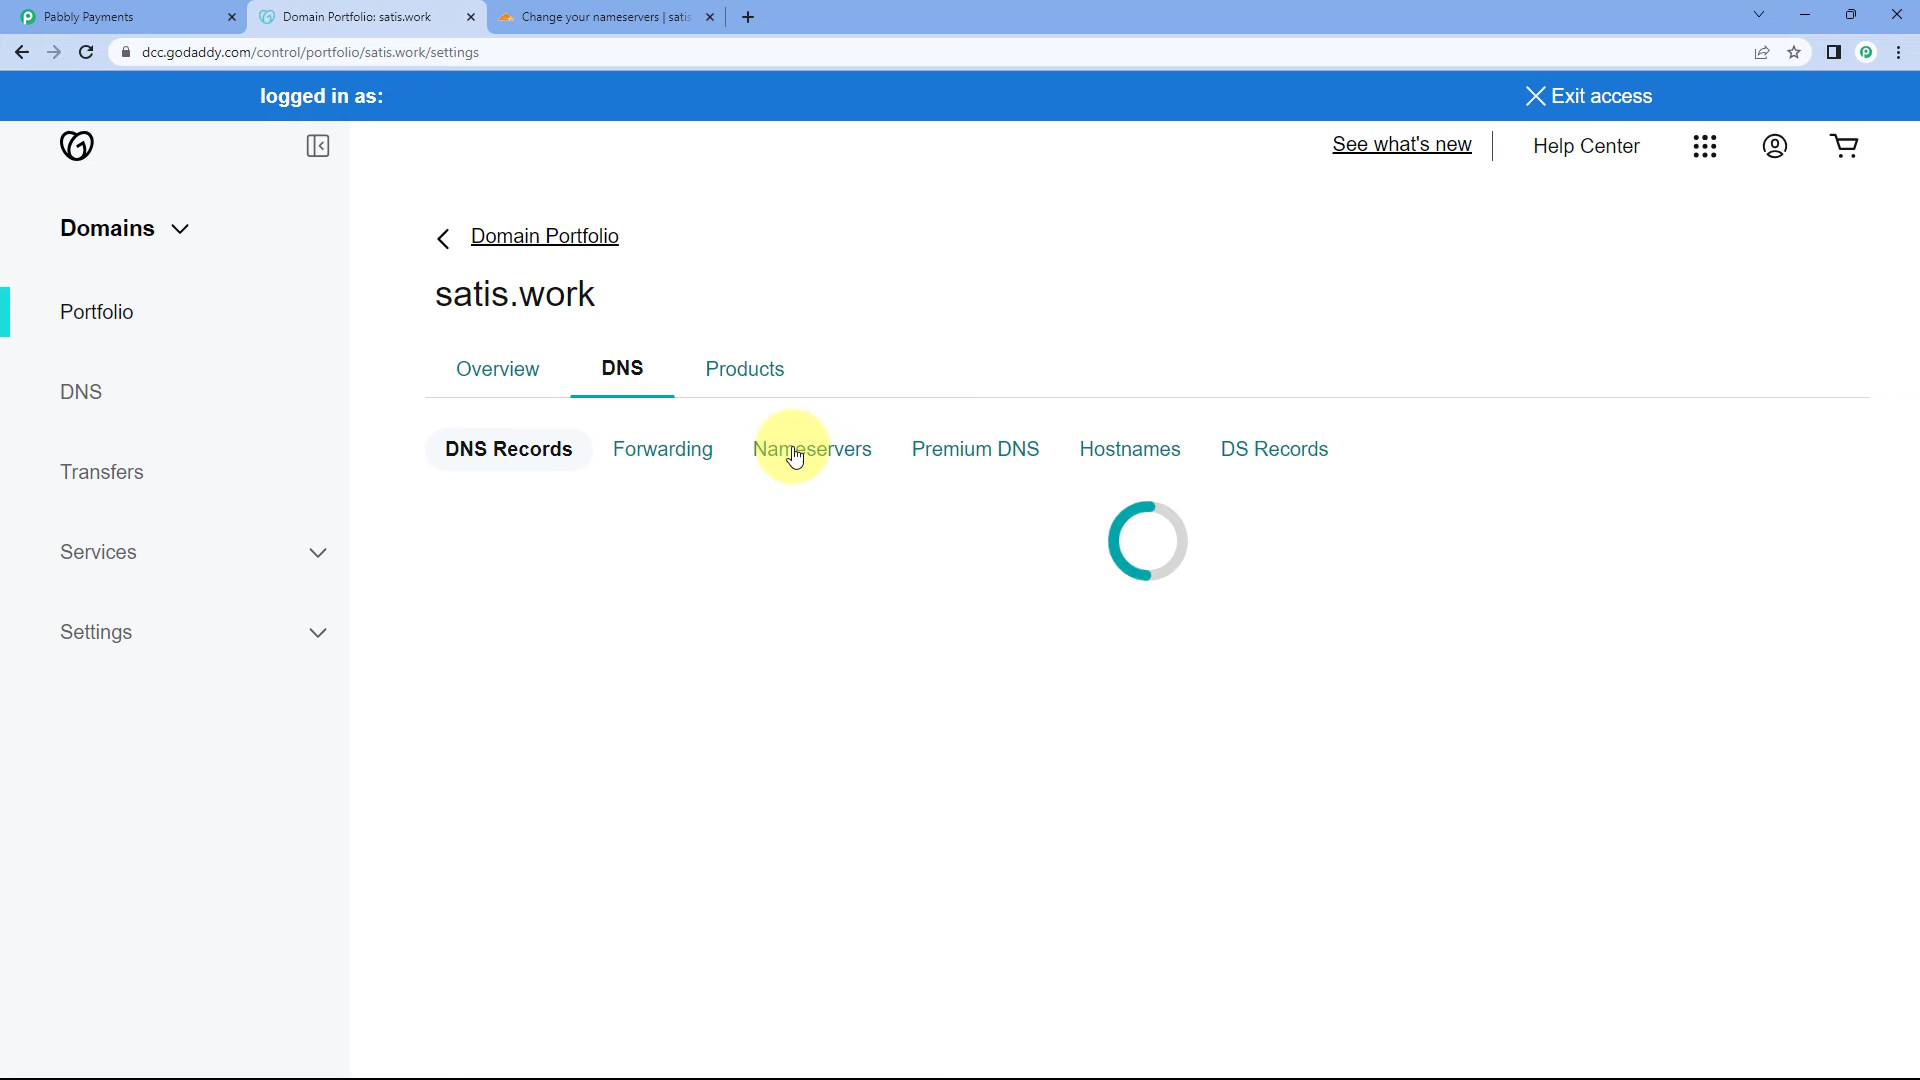 Pabbly Payments
Domain Portfolio: satis.work
Change your nameservers | satis
dcc.godaddy.com/control/portfolio/satis.work/settings
logged in as:
Exit access
See what's new
Help Center
Domains
Portfolio
DNS
Transfers
Services
Settings
Domain Portfolio
satis.work
Overview
DNS
Products
DNS Records
Forwarding
Nameservers
Premium DNS
Hostnames
DS Records